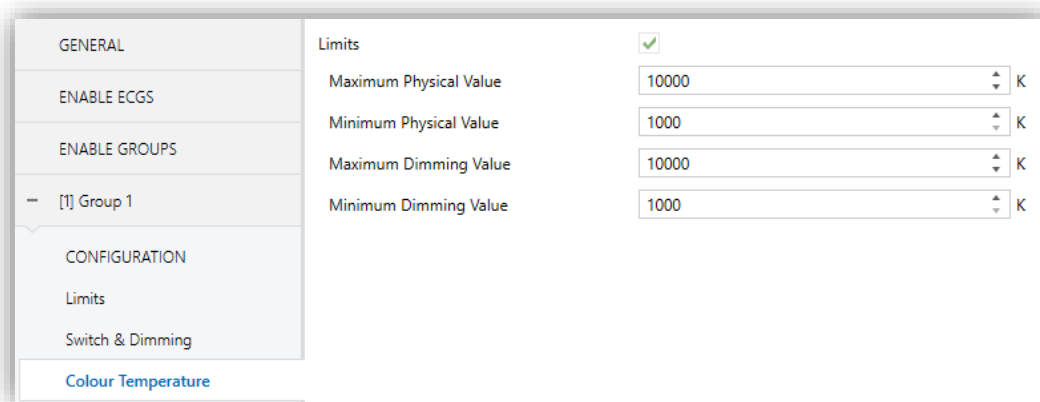 GENERAL
ENABLE ECGS
ENABLE GROUPS
[1] Group 1
CONFIGURATION
Limits
Switch & Dimming
Colour Temperature
Limits
Maximum Physical Value 10000 K
Minimum Physical Value 1000 K
Maximum Dimming Value 10000 K
Minimum Dimming Value 1000 K